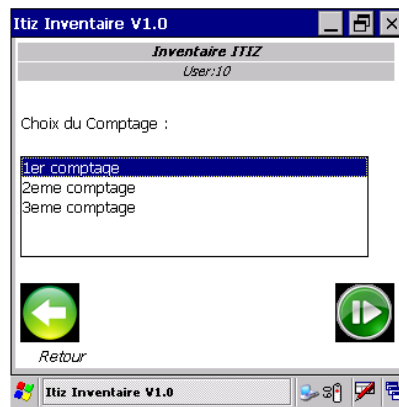 Itiz Inventaire V1.0
Inventaire ITIZ
User:10
Choix du Comptage :
1er comptage
2eme comptage
3eme comptage
Retour
Itiz Inventaire V1.0